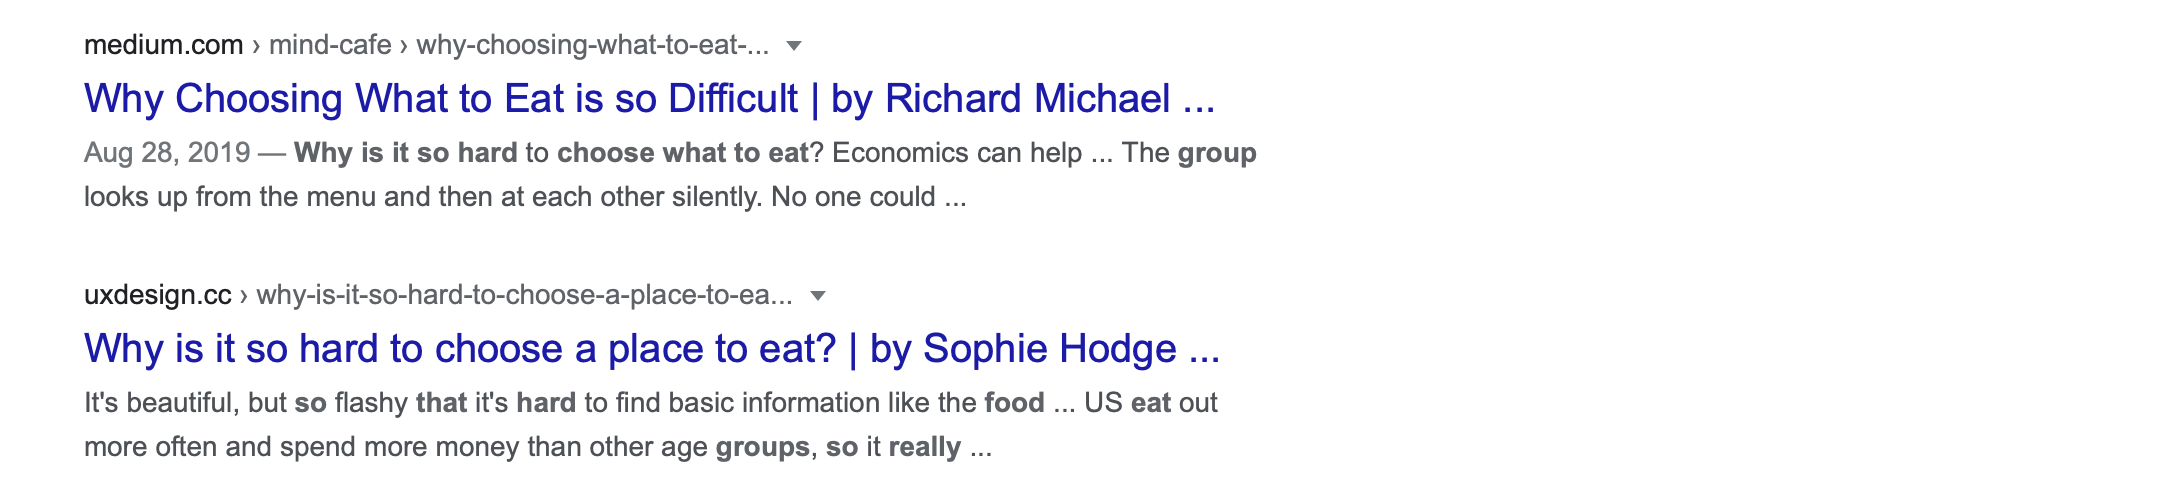 medium.com › mind-cafe › why-choosing-what-to-eat-...
Why Choosing What to Eat is so Difficult | by Richard Michael ...
Aug 28, 2019 — Why is it so hard to choose what to eat? Economics can help ... The group
looks up from the menu and then at each other silently. No one could ...
uxdesign.cc › why-is-it-so-hard-to-choose-a-place-to-ea...
Why is it so hard to choose a place to eat? | by Sophie Hodge ...
It's beautiful, but so flashy that it's hard to find basic information like the food ... US eat out
more often and spend more money than other age groups, so it really ...